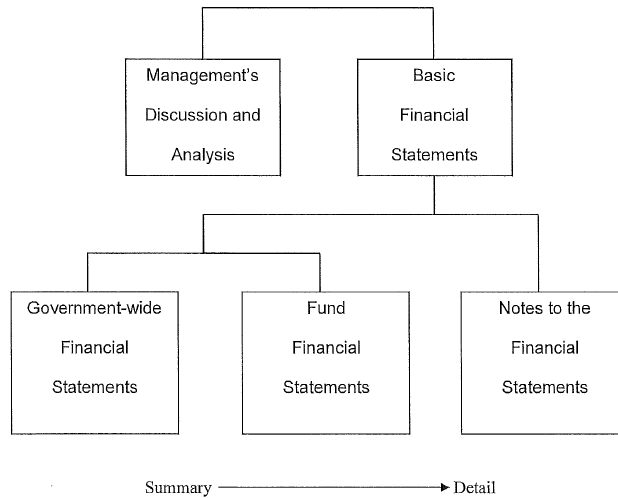 Management's
Discussion and
Analysis
Basic
Financial
Statements
Government-wide
Financial
Statements
Fund
Financial
Statements
Notes to the
Financial
Statements
Summary
Detail